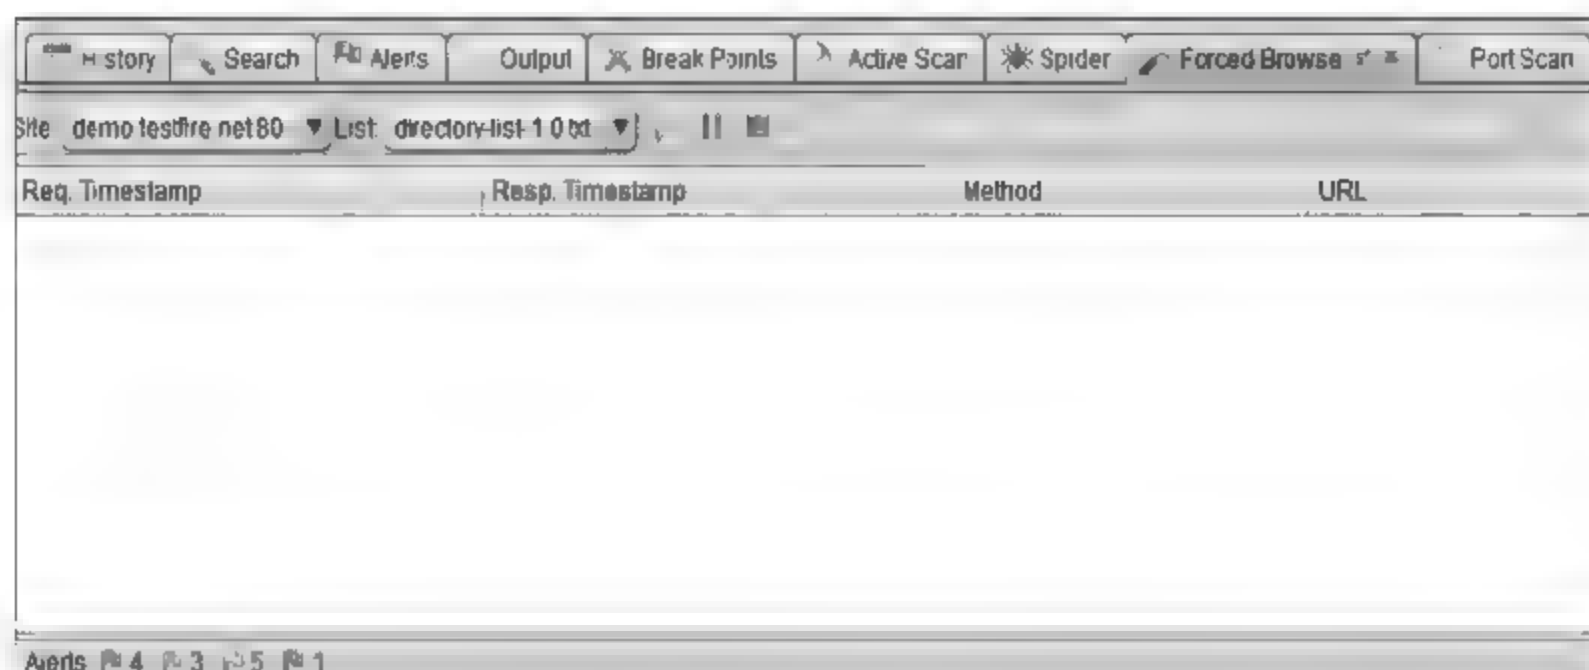 History Search Alerts Output Break Points Active Scan Spider Forced Browse Port Scan
Site demo testfire net:80 List: directory-list-1.0.txt
Req. Timestamp Resp. Timestamp Method URL
Alerts 4 3 5 1